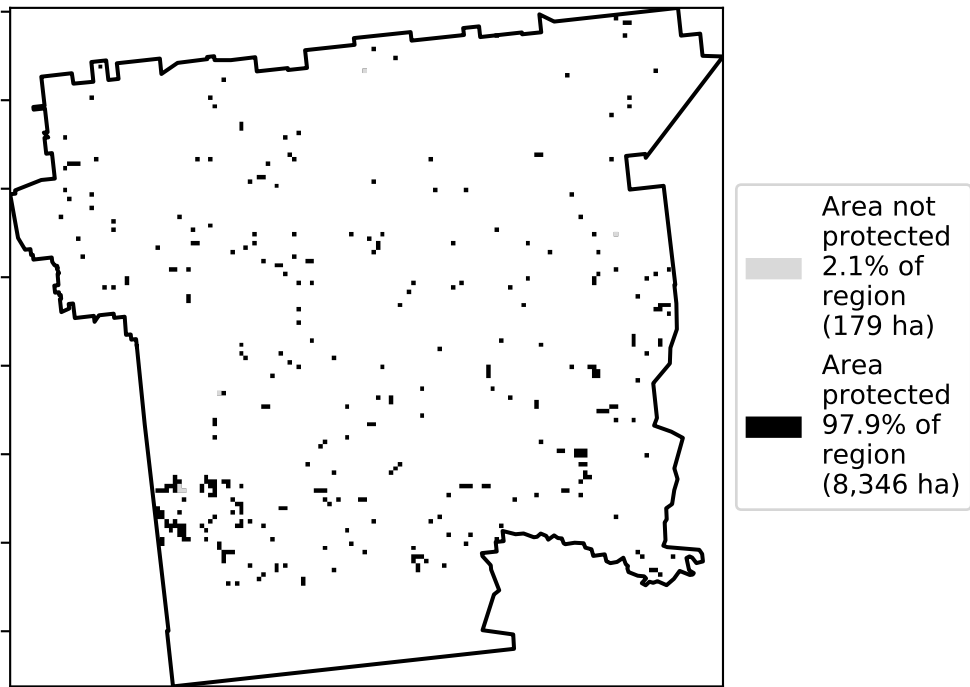 Area not
protected
2.1% of
region
(179 ha)
Area
protected
97.9% of
region
(8,346 ha)